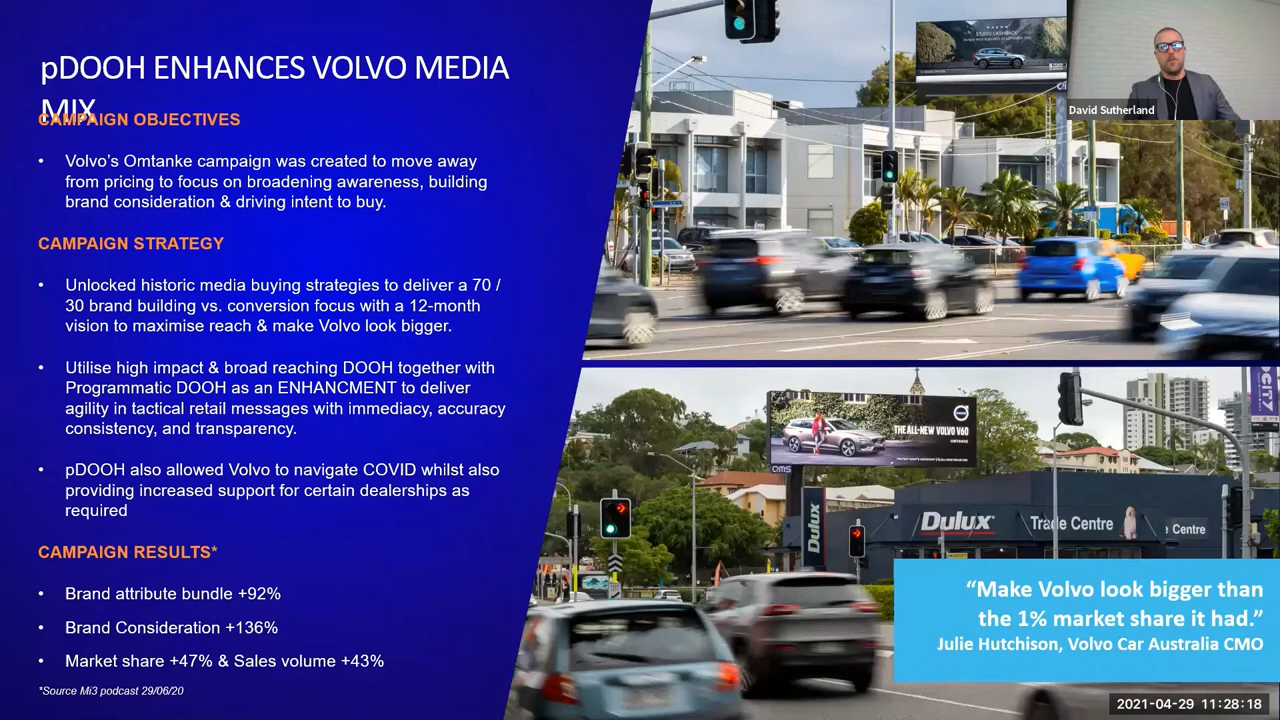 pDOOH ENHANCES VOLVO MEDIA
MIX
CAMPAIGN OBJECTIVES
• Volvo's Omtanke campaign was created to move away
from pricing to focus on broadening awareness, building
brand consideration & driving intent to buy.
CAMPAIGN STRATEGY
• Unlocked historic media buying strategies to deliver a 70 /
30 brand building vs. conversion focus with a 12-month
vision to maximise reach & make Volvo look bigger.
• Utilise high impact & broad reaching DOOH together with
Programmatic DOOH as an ENHANCMENT to deliver
agility in tactical retail messages with immediacy, accuracy
consistency, and transparency.
• pDOOH also allowed Volvo to navigate COVID whilst also
providing increased support for certain dealerships as
required
CAMPAIGN RESULTS*
• Brand attribute bundle +92%
• Brand Consideration +136%
• Market share +47% & Sales volume +43%
*Source Mi3 podcast 29/06/20
CASHBACK
David Sutherland
THE ALL-NEW VOLVO V60
OMTANKE
QMS
Dulux
Dulux
Trade Centre
e Centre
“Make Volvo look bigger than
the 1% market share it had.”
Julie Hutchison, Volvo Car Australia CMO
2021-04-29 11:28:18